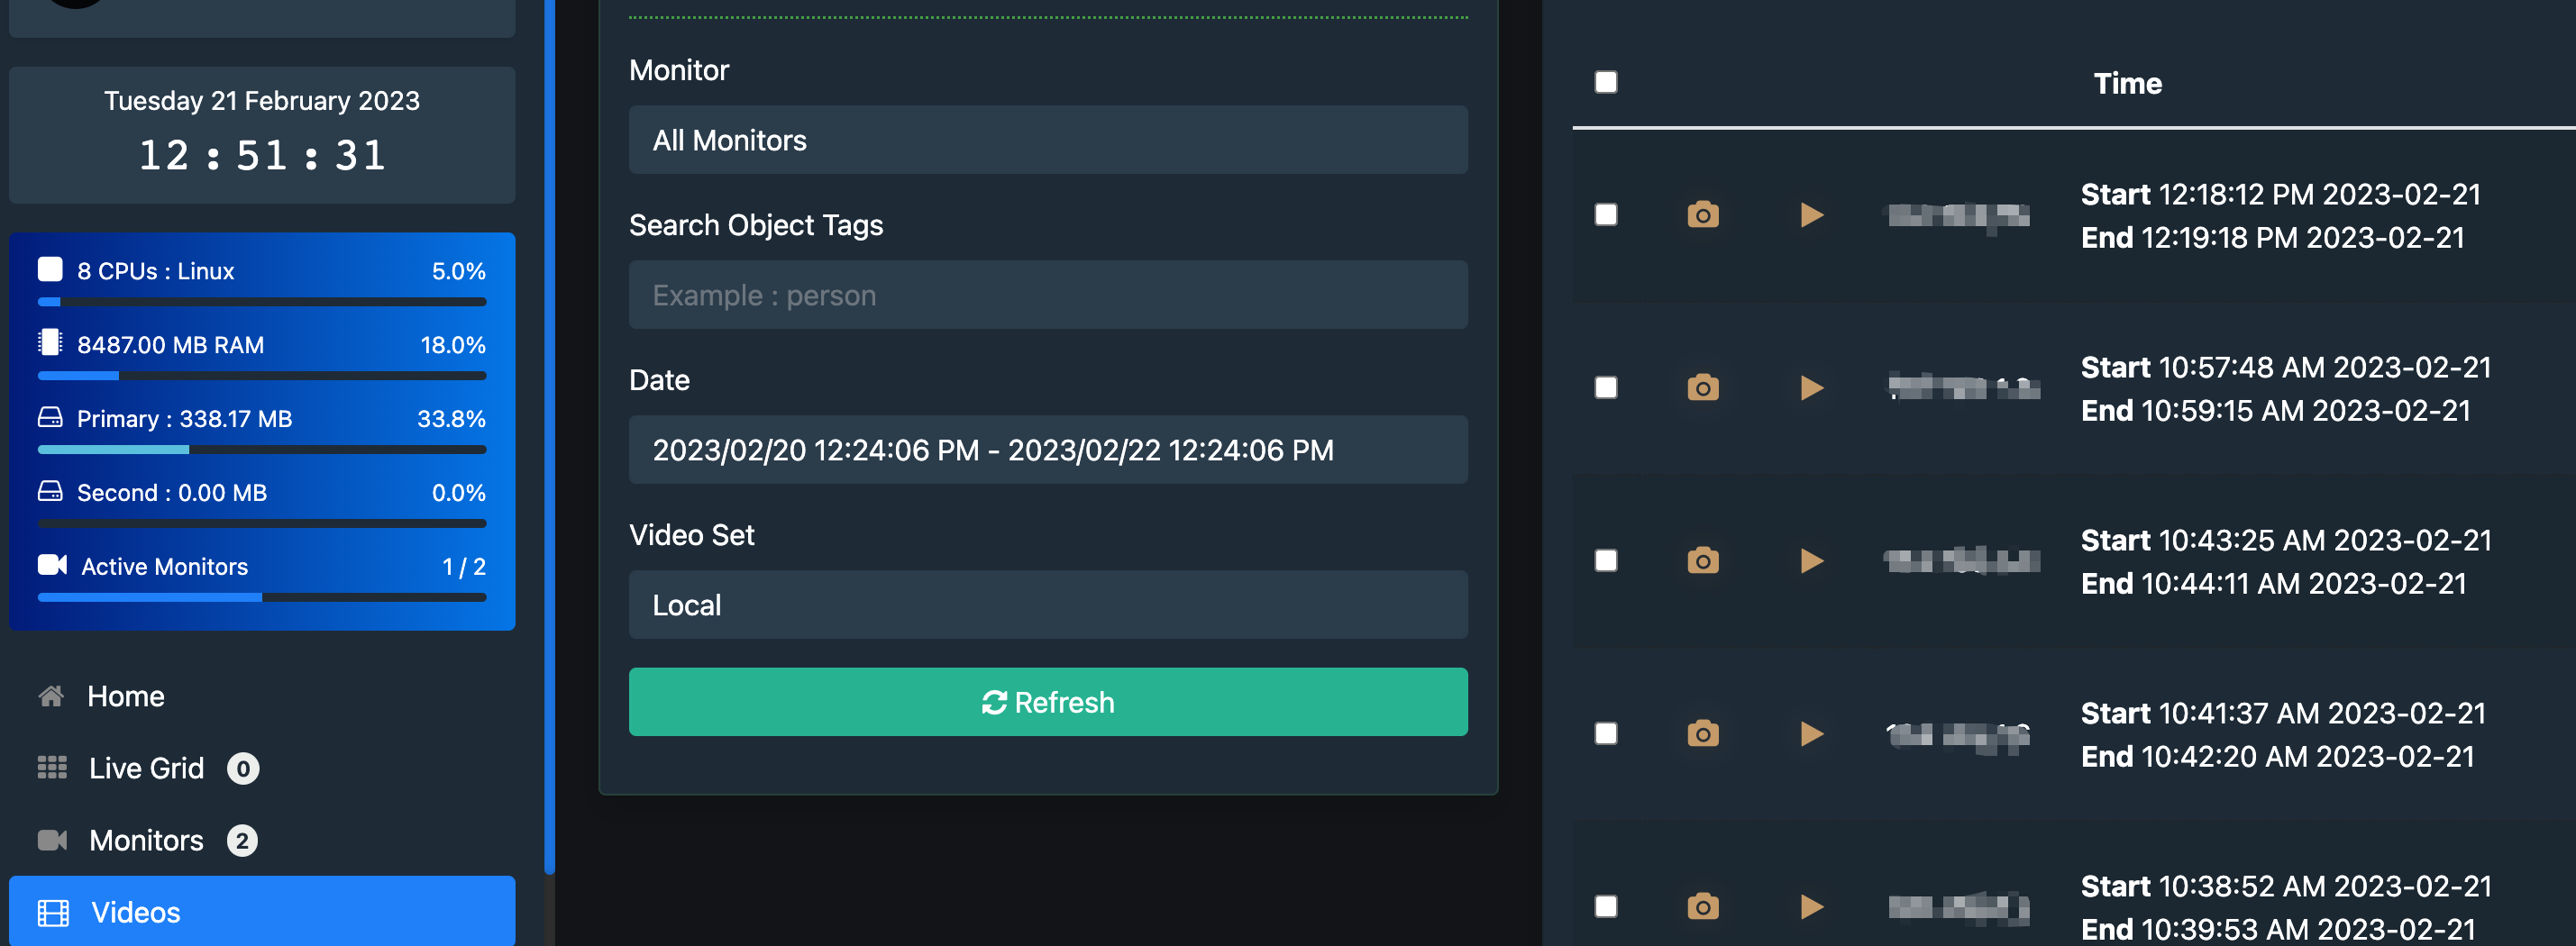 Tuesday 21 February 2023
12 : 51 : 31
8 CPUs : Linux 5.0%
8487.00 MB RAM 18.0%
Primary : 338.17 MB 33.8%
Second : 0.00 MB 0.0%
Active Monitors 1 / 2
Home
Live Grid 0
Monitors 2
Videos
Monitor
All Monitors
Search Object Tags
Example : person
Date
2023/02/20 12:24:06 PM - 2023/02/22 12:24:06 PM
Video Set
Local
Refresh
Time
Start 12:18:12 PM 2023-02-21
End 12:19:18 PM 2023-02-21
Start 10:57:48 AM 2023-02-21
End 10:59:15 AM 2023-02-21
Start 10:43:25 AM 2023-02-21
End 10:44:11 AM 2023-02-21
Start 10:41:37 AM 2023-02-21
End 10:42:20 AM 2023-02-21
Start 10:38:52 AM 2023-02-21
End 10:39:53 AM 2023-02-21